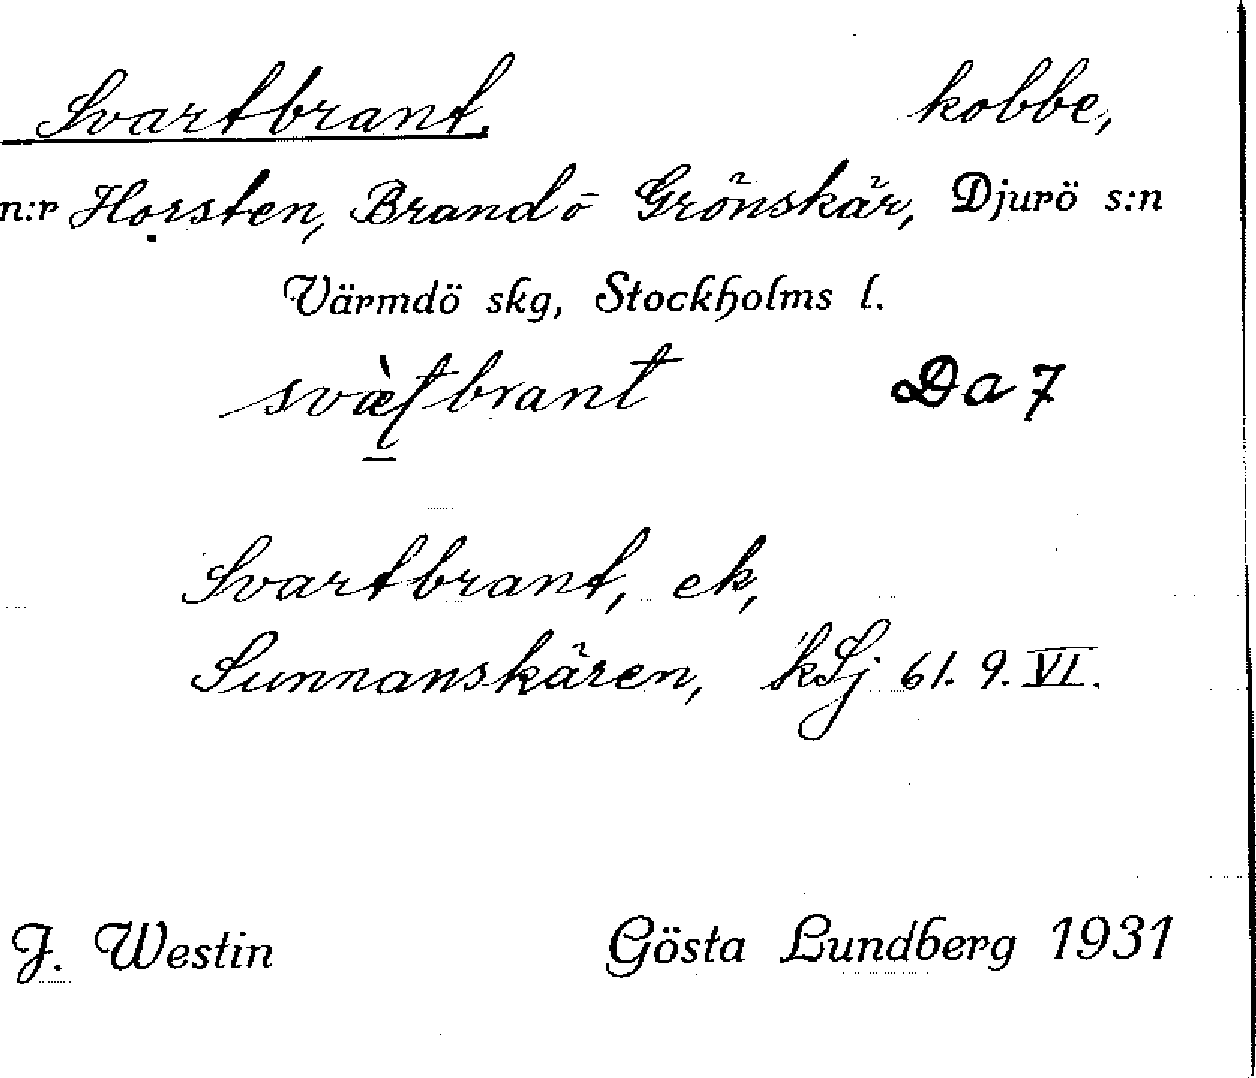 Svartbrant, kobbe,
n:r Horsten, Brandö Grönskär, Djurö s:n
Värmdö skg, Stockholms l.
Da 7
Svartbrant, ek,
Sunnanskären, kSj 61. 9. VI.
J. Westin Gösta Lundberg 1931